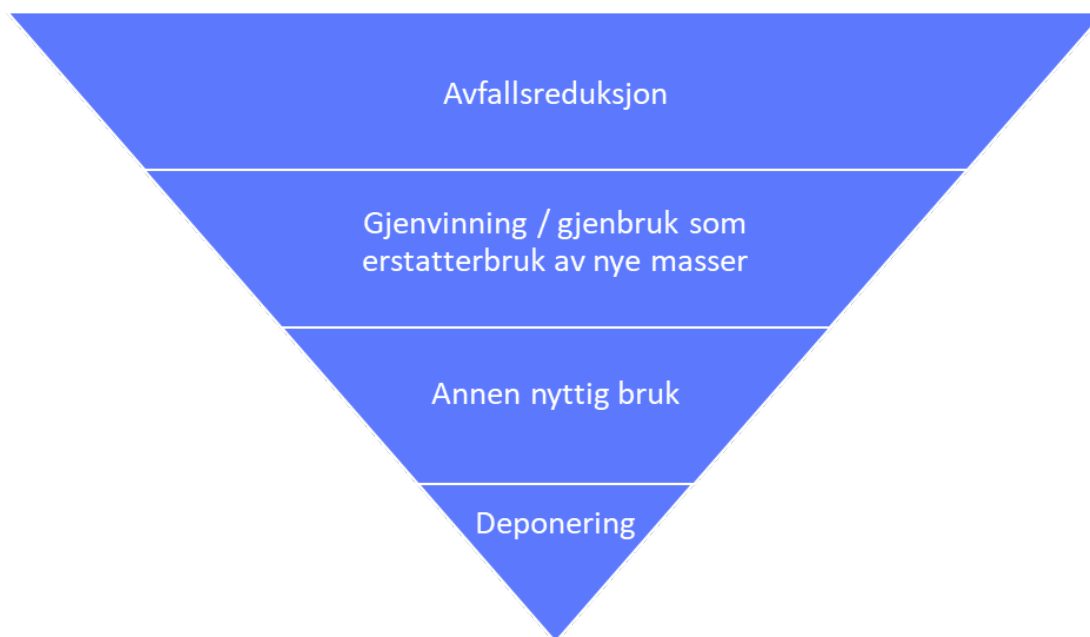 Avfallsreduksjon
Gjenvinning / gjenbruk som
erstatterbruk av nye masser
Annen nyttig bruk
Deponering